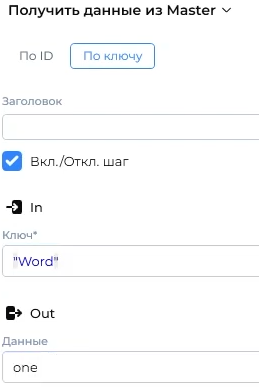 Получить данные из Master
По ID
По ключу
Заголовок
Вкл./Откл. шаг
In
Ключ*
"Word"
Out
Данные
one